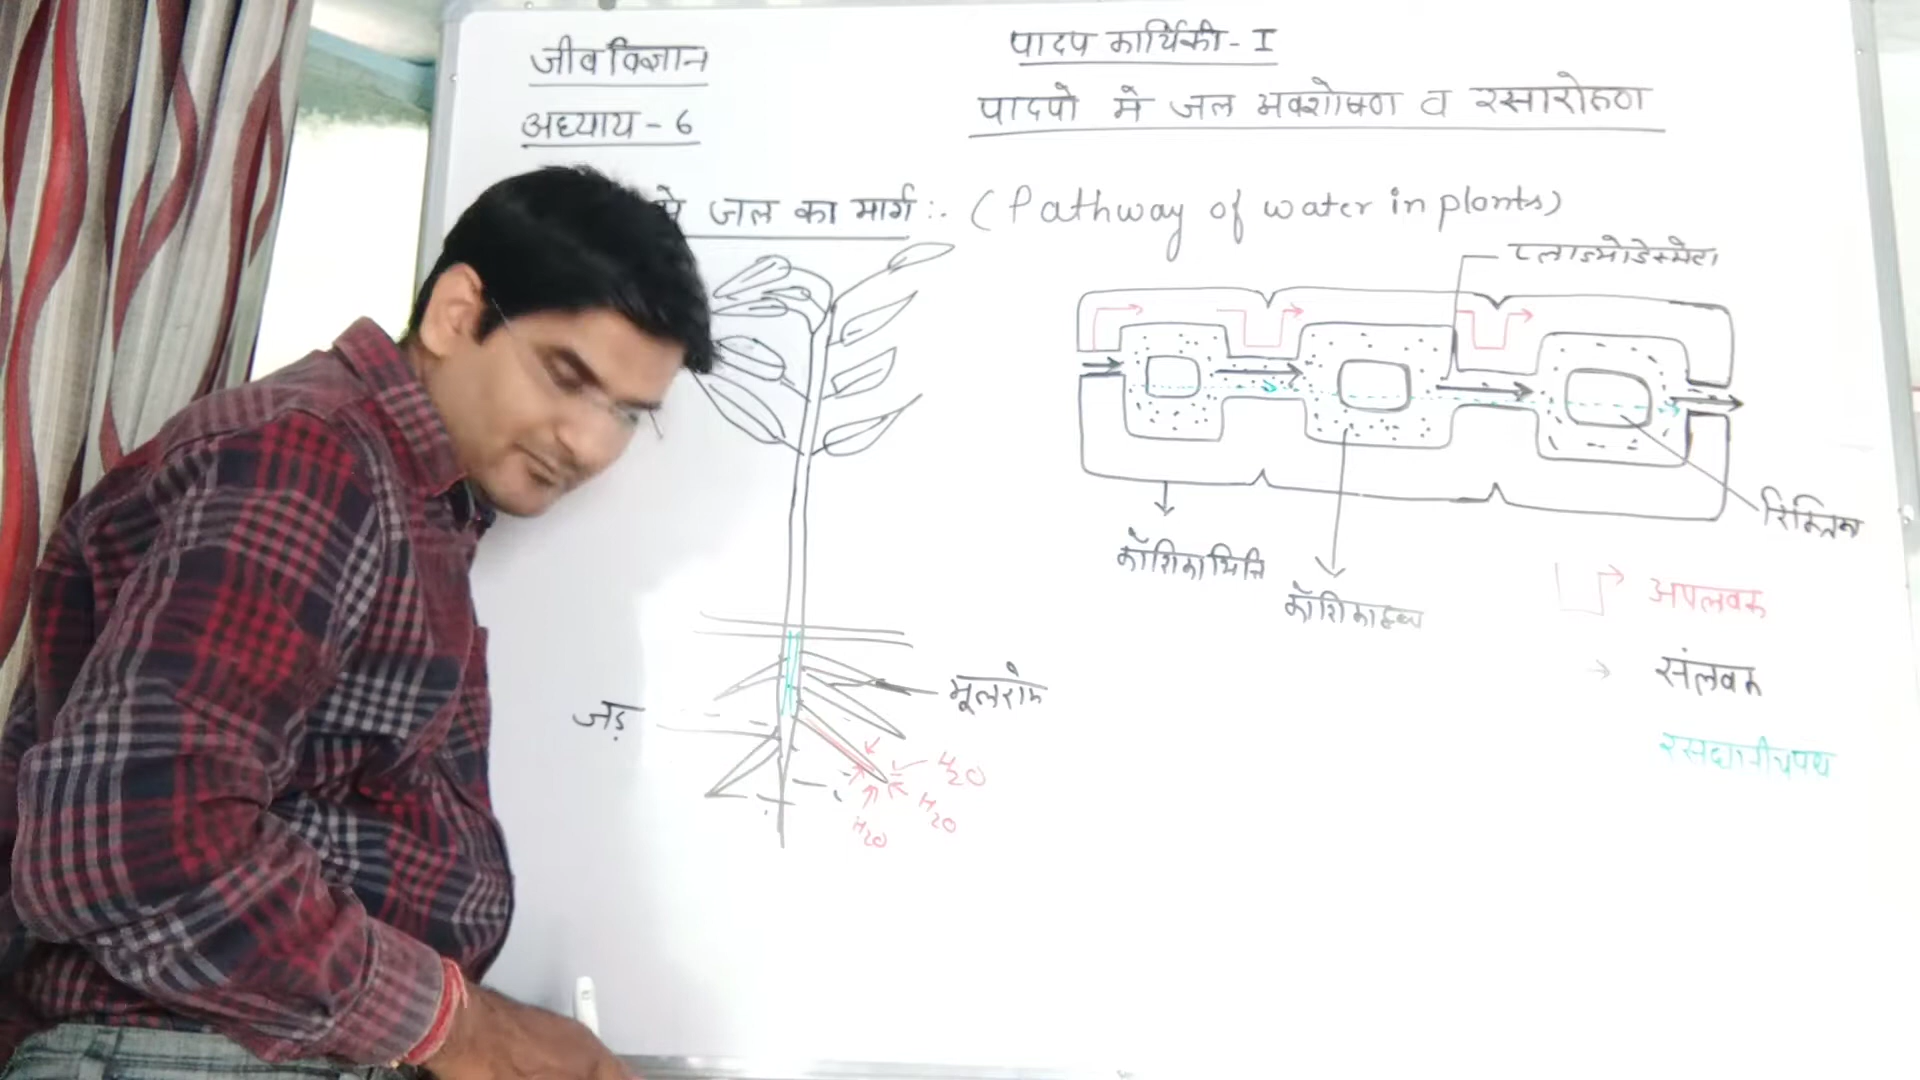 जीव विज्ञान
अध्याय - 6
पादप कार्यिकी - I
पादपो मे जल अवशोषण व रसारोहण
मे जल का मार्ग :- (Pathway of water in plants)
प्लाज्मोडेस्मेटा
रिक्तिका
कोशिकाभित्ति
कोशिकाद्रव्य
अपलवक
संलवक
रसधानीपथ
मूलरोम
जड़
H2O
H2O
H2O